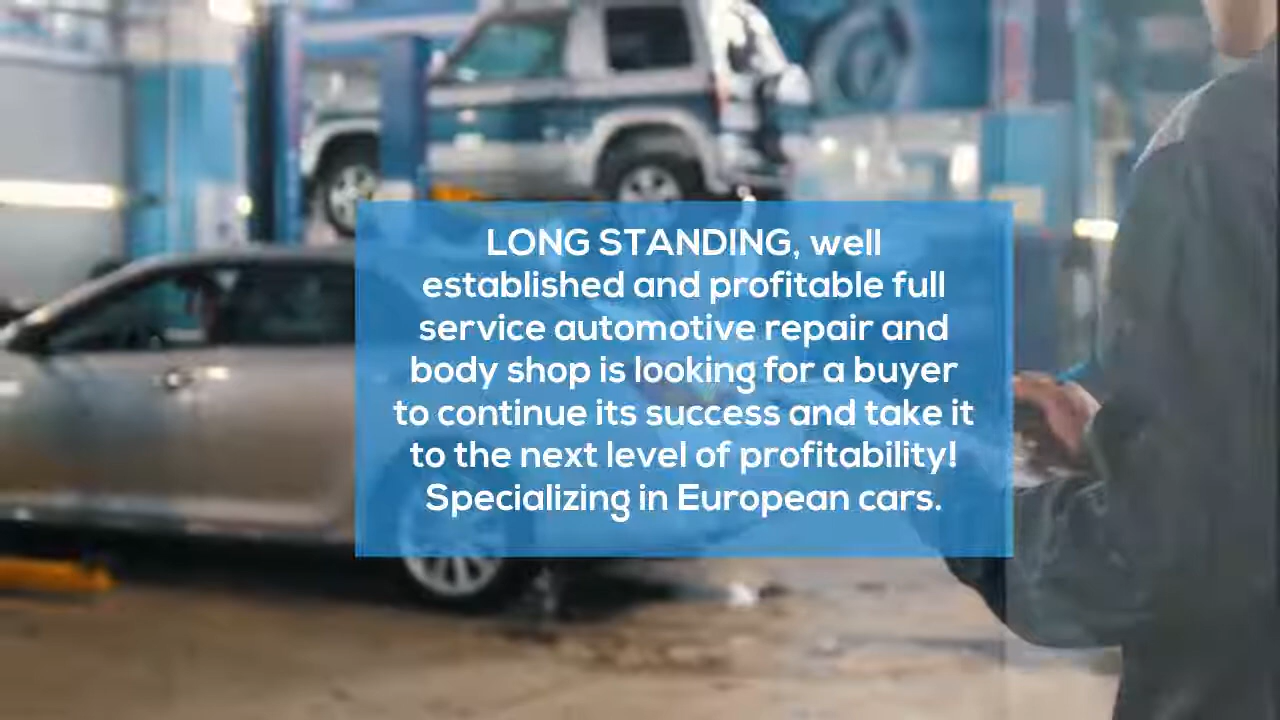 LONG STANDING, well
established and profitable full
service automotive repair and
body shop is looking for a buyer
to continue its success and take it
to the next level of profitability!
Specializing in European cars.